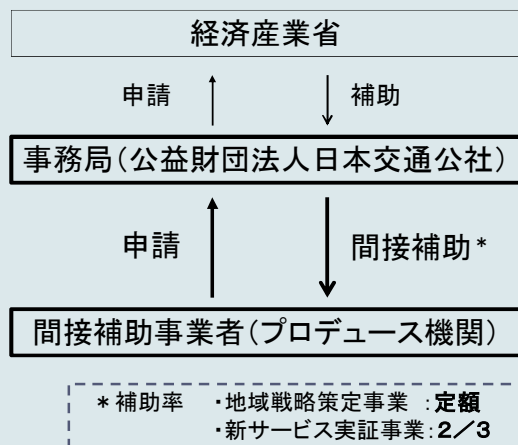 経済産業省
申請 補助
事務局(公益財団法人日本交通公社)
申請 間接補助*
間接補助事業者(プロデュース機関)
*補助率 ・地域戦略策定事業 :定額
・新サービス実証事業:2/3